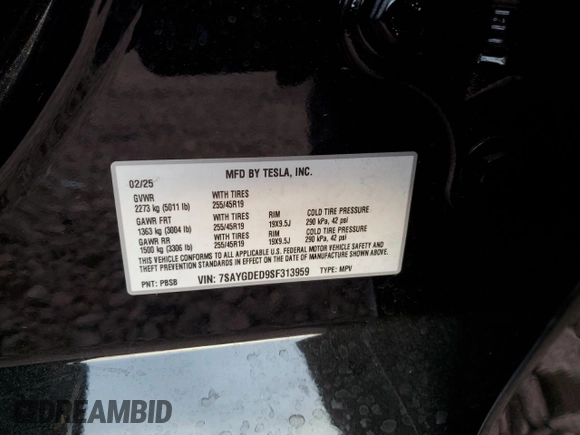 MFD BY TESLA, INC.
02/25
GVWR WITH TIRES
2273 kg (5011 lb) 255/45R19
GAWR FRT WITH TIRES RIM COLD TIRE PRESSURE
1363 kg (3004 lb) 255/45R19 19X9.5J 290 kPa, 42 psi
GAWR RR WITH TIRES RIM COLD TIRE PRESSURE
1500 kg (3306 lb) 255/45R19 19X9.5J 290 kPa, 42 psi
THIS VEHICLE CONFORMS TO ALL APPLICABLE U.S. FEDERAL MOTOR VEHICLE SAFETY AND
THEFT PREVENTION STANDARDS IN EFFECT ON THE DATE OF MANUFACTURE SHOWN ABOVE.
PNT: PBSB VIN: 7SAYGDED9SF313959 TYPE: MPV
DREAMBID